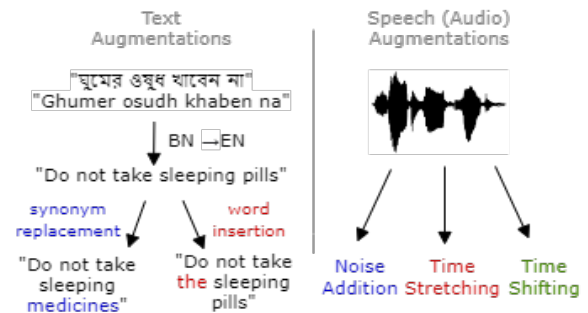 Text
Augmentations
"ঘুমের ওষুধ খাবেন না"
"Ghumer osudh khaben na"
BN →EN
"Do not take sleeping pills"
synonym
replacement
word
insertion
"Do not take
sleeping
medicines"
"Do not take
the sleeping
pills"
Speech (Audio)
Augmentations
Noise
Addition
Time
Stretching
Time
Shifting